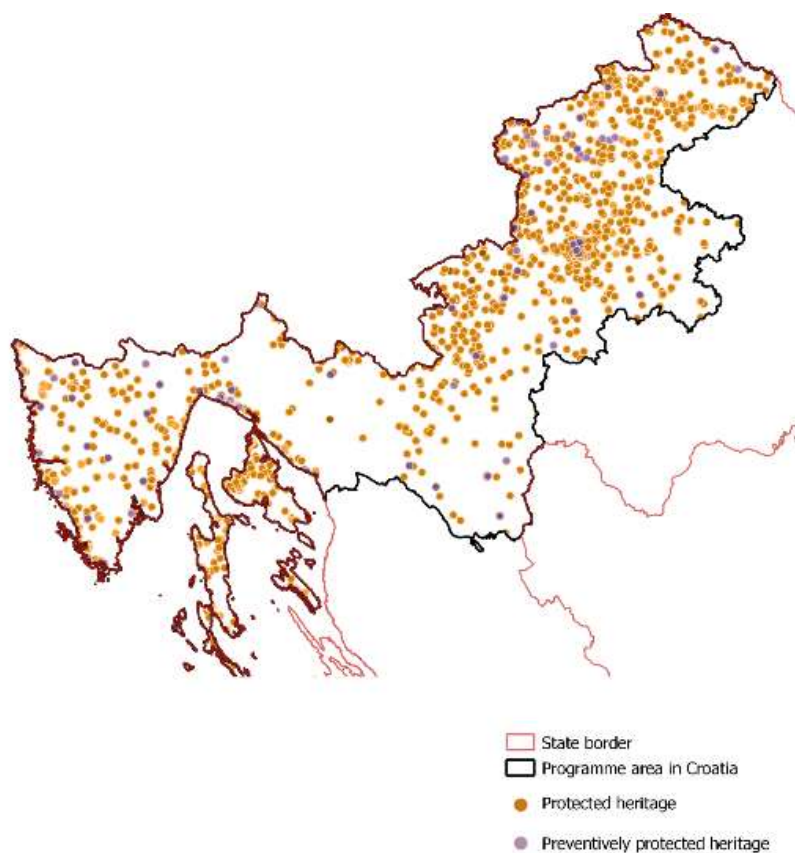 State border
Programme area in Croatia
Protected heritage
Preventively protected heritage